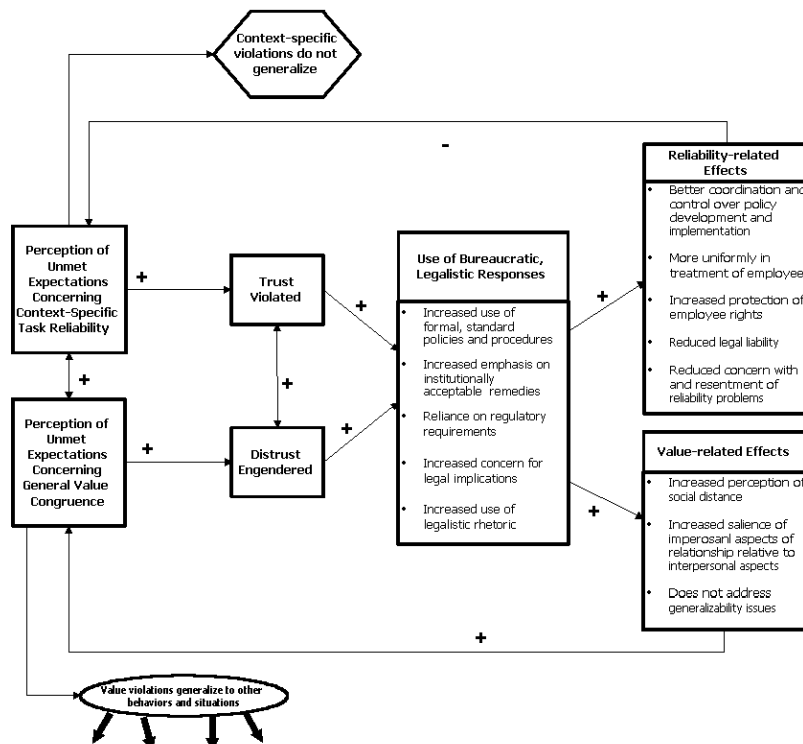 Context-specific
violations do not
generalize
-
Reliability-related
Effects
• Better coordination and
control over policy
development and
implementation
• More uniformly in
treatment of employee
• Increased protection of
employee rights
• Reduced legal liability
• Reduced concern with
and resentment of
reliability problems
Perception of
Unmet
Expectations
Concerning
Context-Specific
Task Reliability
+
Trust
Violated
+
Use of Bureaucratic,
Legalistic Responses
• Increased use of
formal, standard
policies and procedures
• Increased emphasis on
institutionally
acceptable remedies
• Reliance on regulatory
requirements
• Increased concern for
legal implications
• Increased use of
legalistic rhetoric
+
+
+
Perception of
Unmet
Expectations
Concerning
General Value
Congruence
+
Distrust
Engendered
+
+
Value-related Effects
• Increased perception of
social distance
• Increased salience of
imperosanl aspects of
relationship relative to
interpersonal aspects
• Does not address
generalizability issues
+
Value violations generalize to other
behaviors and situations